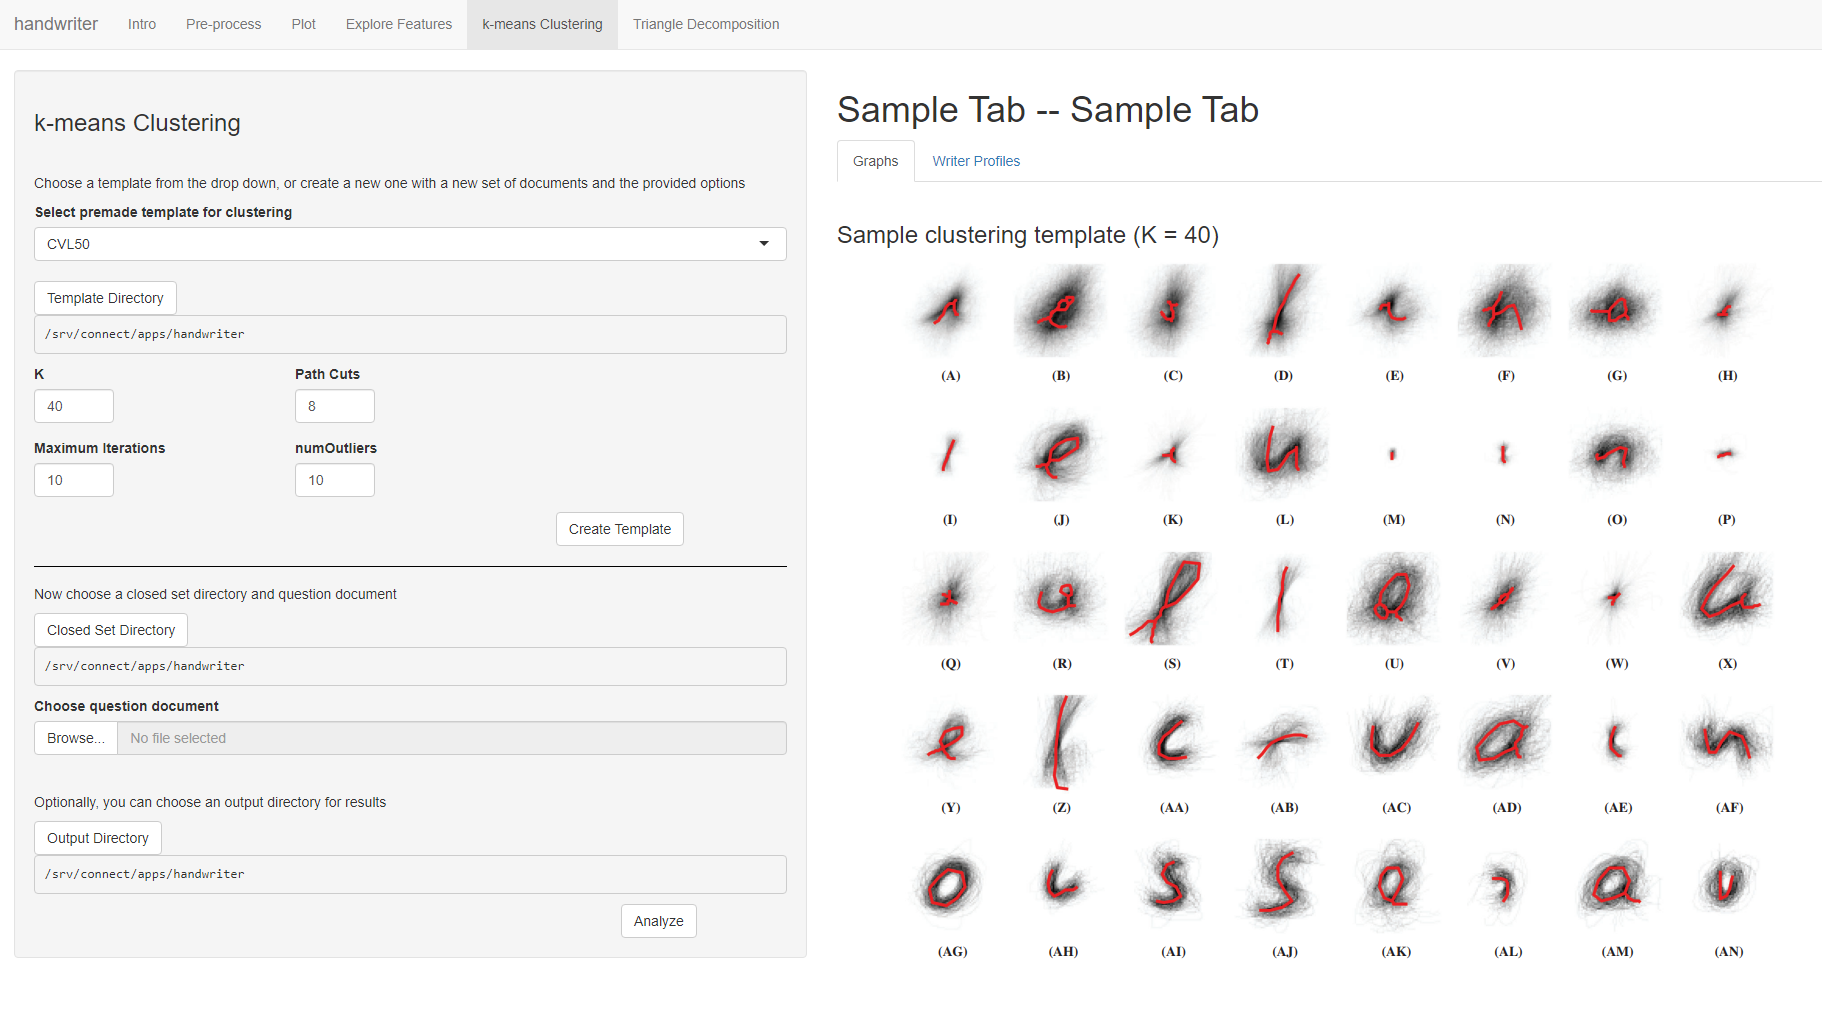 handwriter Intro Pre-process Plot Explore Features k-means Clustering Triangle Decomposition
k-means Clustering
Choose a template from the drop down, or create a new one with a new set of documents and the provided options
Select premade template for clustering
CVL50
Template Directory
/srv/connect/apps/handwriter
K Path Cuts
40 8
Maximum Iterations numOutliers
10 10
Create Template
Now choose a closed set directory and question document
Closed Set Directory
/srv/connect/apps/handwriter
Choose question document
Browse... No file selected
Optionally, you can choose an output directory for results
Output Directory
/srv/connect/apps/handwriter
Analyze
Sample Tab -- Sample Tab
Graphs Writer Profiles
Sample clustering template (K = 40)
(A) (B) (C) (D) (E) (F) (G) (H)
(I) (J) (K) (L) (M) (N) (O) (P)
(Q) (R) (S) (T) (U) (V) (W) (X)
(Y) (Z) (AA) (AB) (AC) (AD) (AE) (AF)
(AG) (AH) (AI) (AJ) (AK) (AL) (AM) (AN)